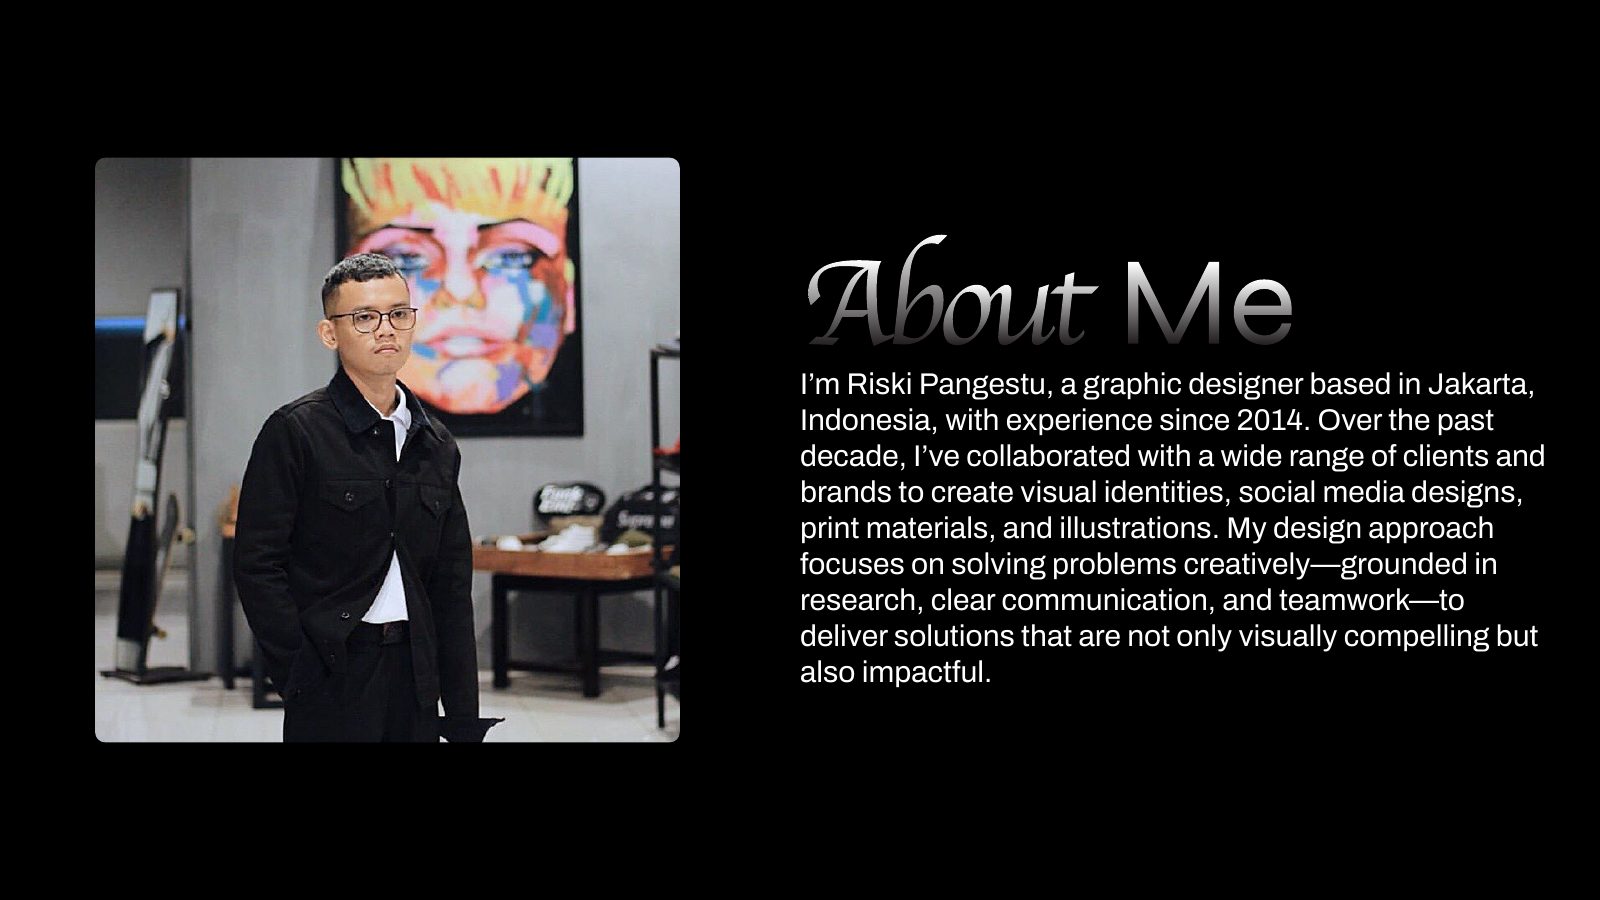 About Me
I’m Riski Pangestu, a graphic designer based in Jakarta,
Indonesia, with experience since 2014. Over the past
decade, I’ve collaborated with a wide range of clients and
brands to create visual identities, social media designs,
print materials, and illustrations. My design approach
focuses on solving problems creatively—grounded in
research, clear communication, and teamwork—to
deliver solutions that are not only visually compelling but
also impactful.